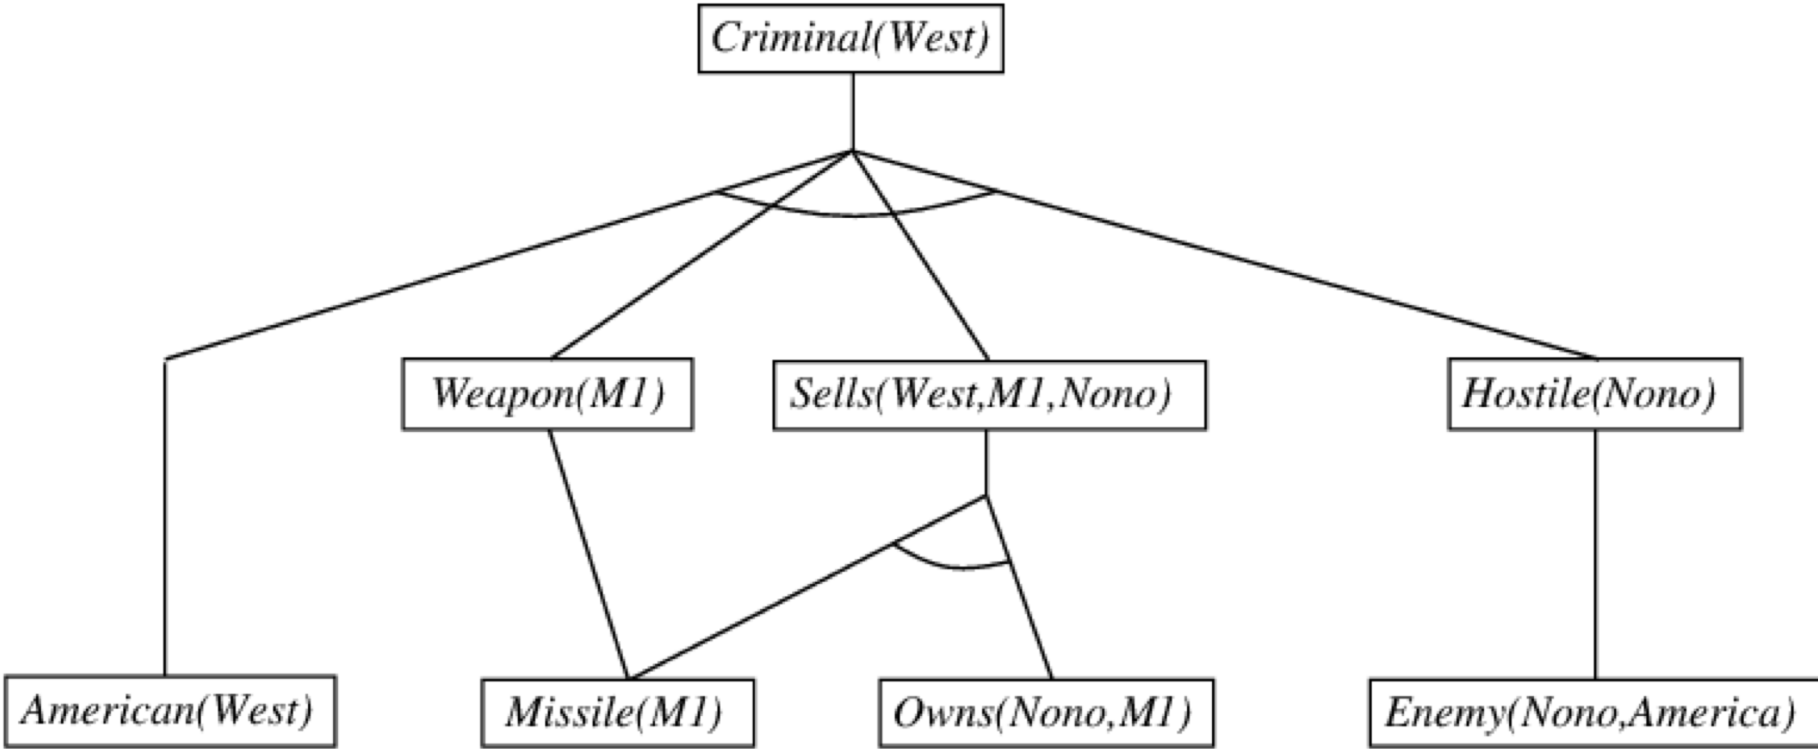 Criminal(West)
Weapon(M1)
Sells(West,M1,Nono)
Hostile(Nono)
American(West)
Missile(M1)
Owns(Nono,M1)
Enemy(Nono,America)